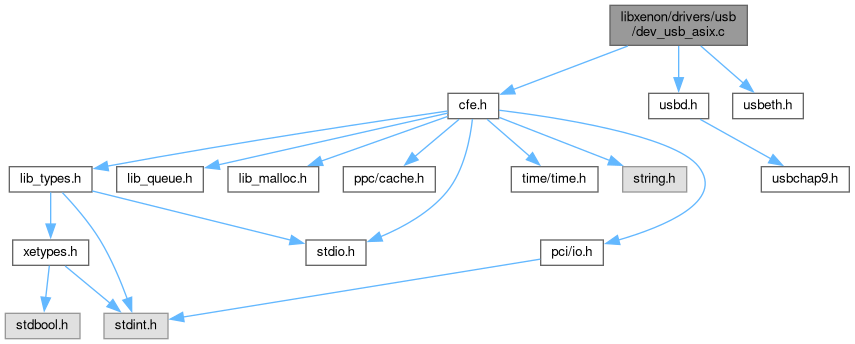 libxenon/drivers/usb
/dev_usb_asix.c
cfe.h
usbd.h
usbeth.h
lib_types.h
lib_queue.h
lib_malloc.h
ppc/cache.h
time/time.h
string.h
usbchap9.h
xetypes.h
stdio.h
pci/io.h
stdbool.h
stdint.h